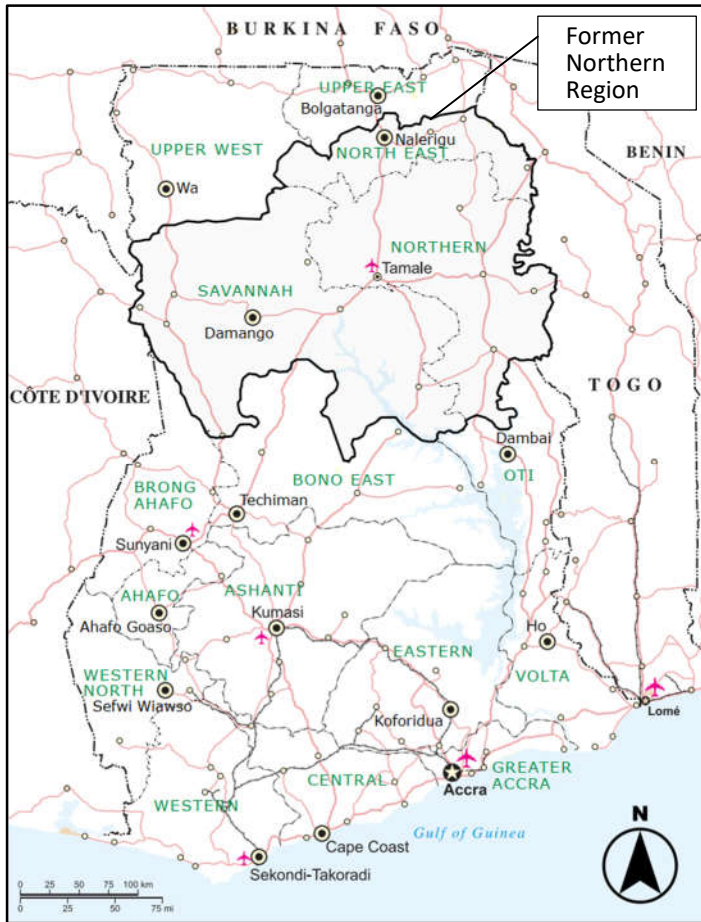 BURKINA FASO
Former
Northern
Region
UPPER EAST
Bolgatanga
Nalerigu
NORTH EAST
UPPER WEST
BENIN
Wa
NORTHERN
Tamale
SAVANNAH
Damango
CÔTE D'IVOIRE
TOGO
Dambai
OTI
BONO EAST
BRONG
AHAFO
Techiman
Sunyani
AHAFO
ASHANTI
Ahafo Goaso
Kumasi
Ho
EASTERN
VOLTA
WESTERN
NORTH
Sefwi Wiawso
Koforidua
Lomé
GREATER
ACCRA
Accra
CENTRAL
WESTERN
Gulf of Guinea
Cape Coast
Sekondi-Takoradi
N
0 25 50 75 100 km
0 25 50 75 mi